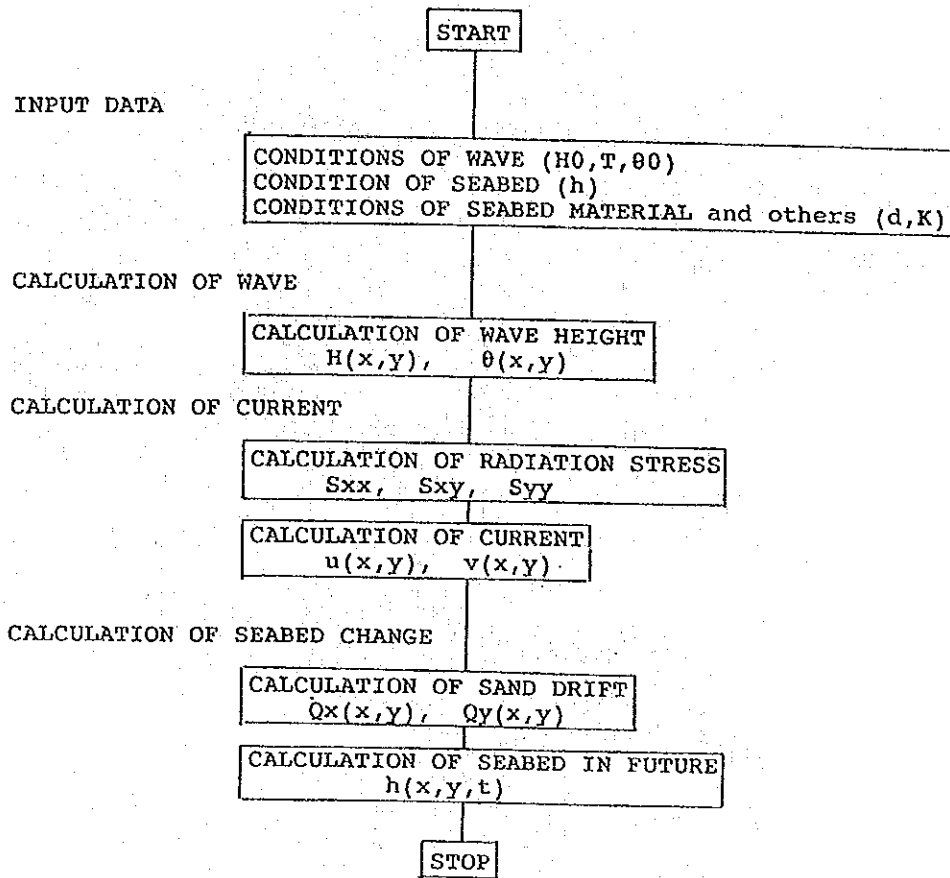 START
INPUT DATA
CONDITIONS OF WAVE (H0,T,θ0)
CONDITION OF SEABED (h)
CONDITIONS OF SEABED MATERIAL and others (d,K)
CALCULATION OF WAVE
CALCULATION OF WAVE HEIGHT
H(x,y), θ(x,y)
CALCULATION OF CURRENT
CALCULATION OF RADIATION STRESS
Sxx, Sxy, Syy
CALCULATION OF CURRENT
u(x,y), v(x,y)
CALCULATION OF SEABED CHANGE
CALCULATION OF SAND DRIFT
Qx(x,y), Qy(x,y)
CALCULATION OF SEABED IN FUTURE
h(x,y,t)
STOP